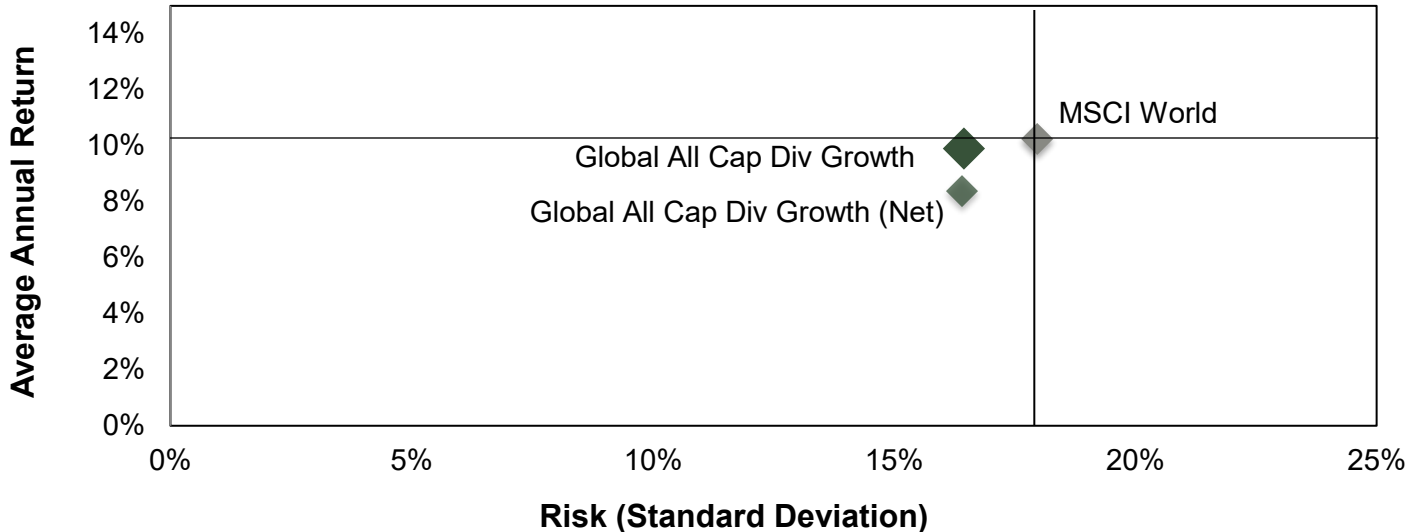 Average Annual Return
14%
12%
10%
8%
6%
4%
2%
0%
MSCI World
Global All Cap Div Growth
Global All Cap Div Growth (Net)
0%
5%
10%
15%
20%
25%
Risk (Standard Deviation)